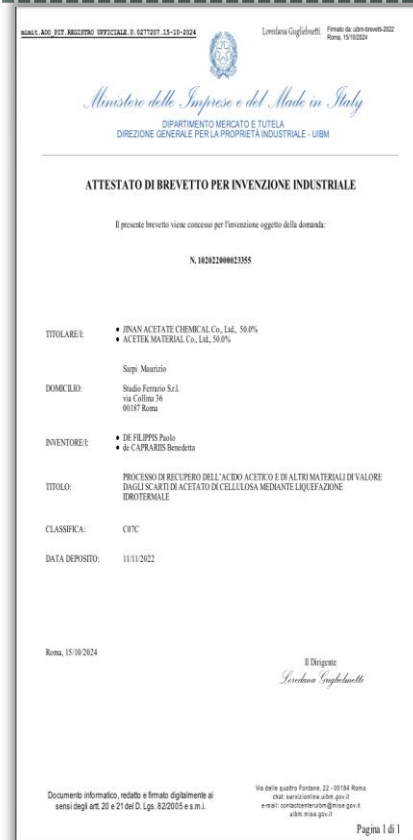 mimit.AOO_PIT.REGISTRO UFFICIALE.U.0277207.15-10-2024
Loredana Guglielmetti
Firmato da: uibm-brevetti-2022
Roma, 15/10/2024
Ministero delle Imprese e del Made in Italy
DIPARTIMENTO MERCATO E TUTELA
DIREZIONE GENERALE PER LA PROPRIETÀ INDUSTRIALE - UIBM
ATTESTATO DI BREVETTO PER INVENZIONE INDUSTRIALE
Il presente brevetto viene concesso per l'invenzione oggetto della domanda:
N. 102022000023355
TITOLARE/I:
• JINAN ACETATE CHEMICAL Co., Ltd., 50.0%
• ACETEK MATERIAL Co., Ltd., 50.0%
Sarpi Maurizio
DOMICILIO:
Studio Ferrario S.r.l.
via Collina 36
00187 Roma
INVENTORE/I:
• DE FILIPPIS Paolo
• de CAPRARIIS Benedetta
TITOLO:
PROCESSO DI RECUPERO DELL'ACIDO ACETICO E DI ALTRI MATERIALI DI VALORE
DAGLI SCARTI DI ACETATO DI CELLULOSA MEDIANTE LIQUEFAZIONE
IDROTERMALE
CLASSIFICA:
C07C
DATA DEPOSITO:
11/11/2022
Roma, 15/10/2024
Il Dirigente
Loredana Guglielmetti
Documento informatico, redatto e firmato digitalmente ai
sensi degli artt. 20 e 21 del D. Lgs. 82/2005 e s.m.i.
Via delle quattro Fontane, 22 - 00184 Roma
chat: servizionline.uibm.gov.it
e-mail: contactcenteruibm@mise.gov.it
uibm.mise.gov.it
Pagina 1 di 1